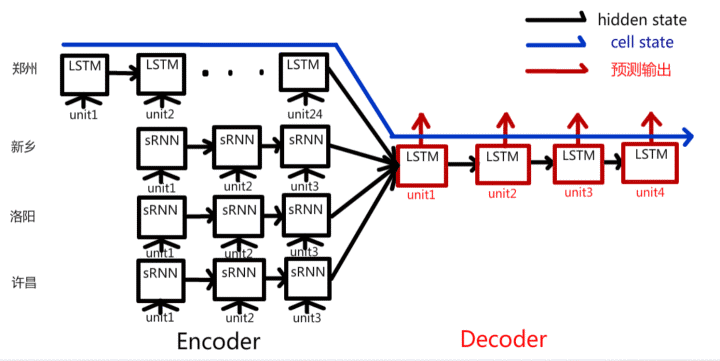 hidden state
cell state
预测输出
郑州
LSTM
LSTM
LSTM
unit1
unit2
unit24
新乡
sRNN
sRNN
sRNN
unit1
unit2
unit3
LSTM
LSTM
LSTM
LSTM
unit1
unit2
unit3
unit4
洛阳
sRNN
sRNN
sRNN
unit1
unit2
unit3
许昌
sRNN
sRNN
sRNN
unit1
unit2
unit3
Encoder
Decoder